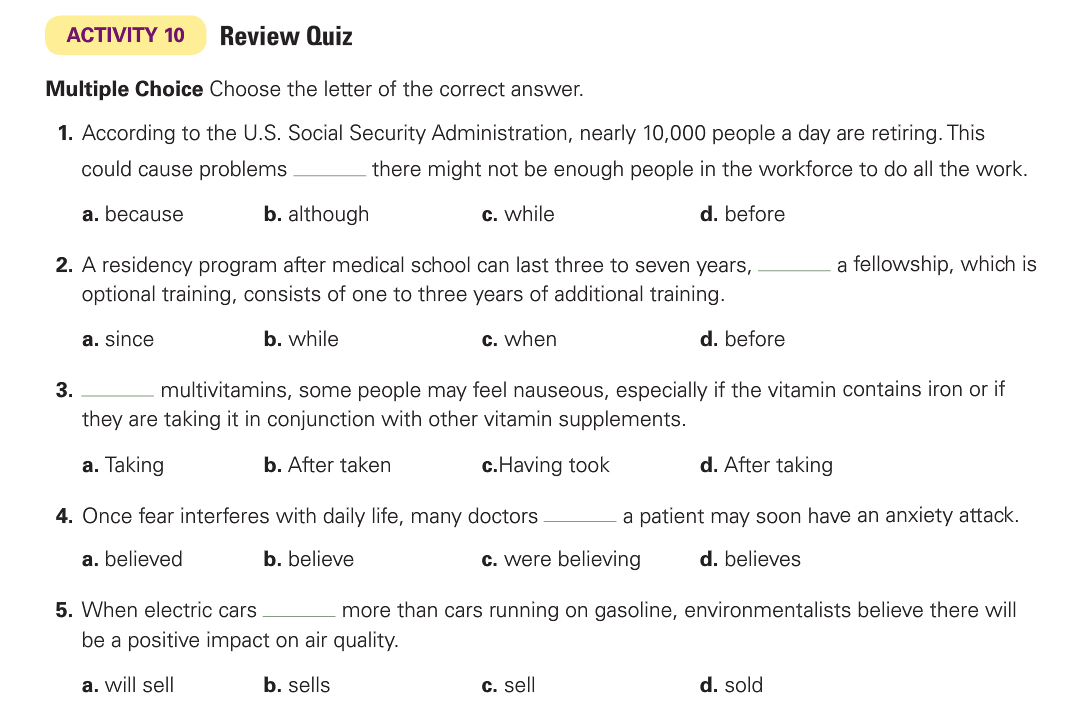 ACTIVITY 10 Review Quiz
Multiple Choice Choose the letter of the correct answer.
1. According to the U.S. Social Security Administration, nearly 10,000 people a day are retiring. This
could cause problems ______ there might not be enough people in the workforce to do all the work.
a. because b. although c. while d. before
2. A residency program after medical school can last three to seven years, ______ a fellowship, which is
optional training, consists of one to three years of additional training.
a. since b. while c. when d. before
3. ______ multivitamins, some people may feel nauseous, especially if the vitamin contains iron or if
they are taking it in conjunction with other vitamin supplements.
a. Taking b. After taken c.Having took d. After taking
4. Once fear interferes with daily life, many doctors ______ a patient may soon have an anxiety attack.
a. believed b. believe c. were believing d. believes
5. When electric cars ______ more than cars running on gasoline, environmentalists believe there will
be a positive impact on air quality.
a. will sell b. sells c. sell d. sold